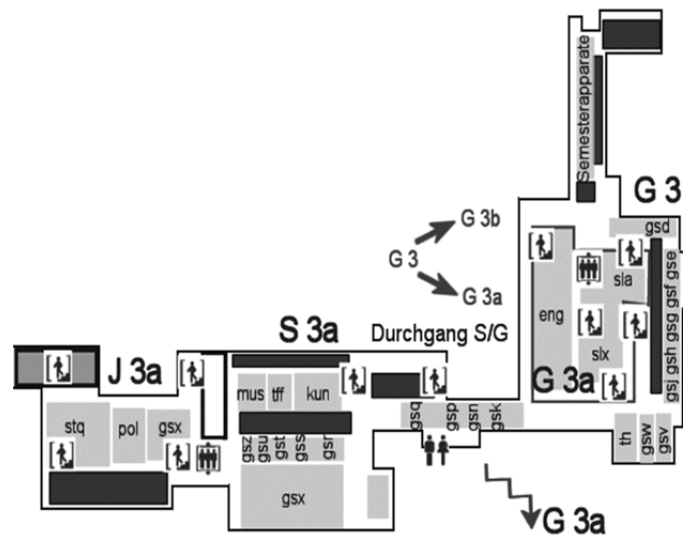 Semesterapparate
G 3
gsd
G 3b
G 3
G 3a
eng
sla
slx
gsj gsh gsg gsf gse
G 3a
S 3a
Durchgang S/G
J 3a
mus tff kun
stq pol gsx
gsz gsu gst gss gsr
gsx
gsq gsp gsn gsk
th gsw gsv
G 3a